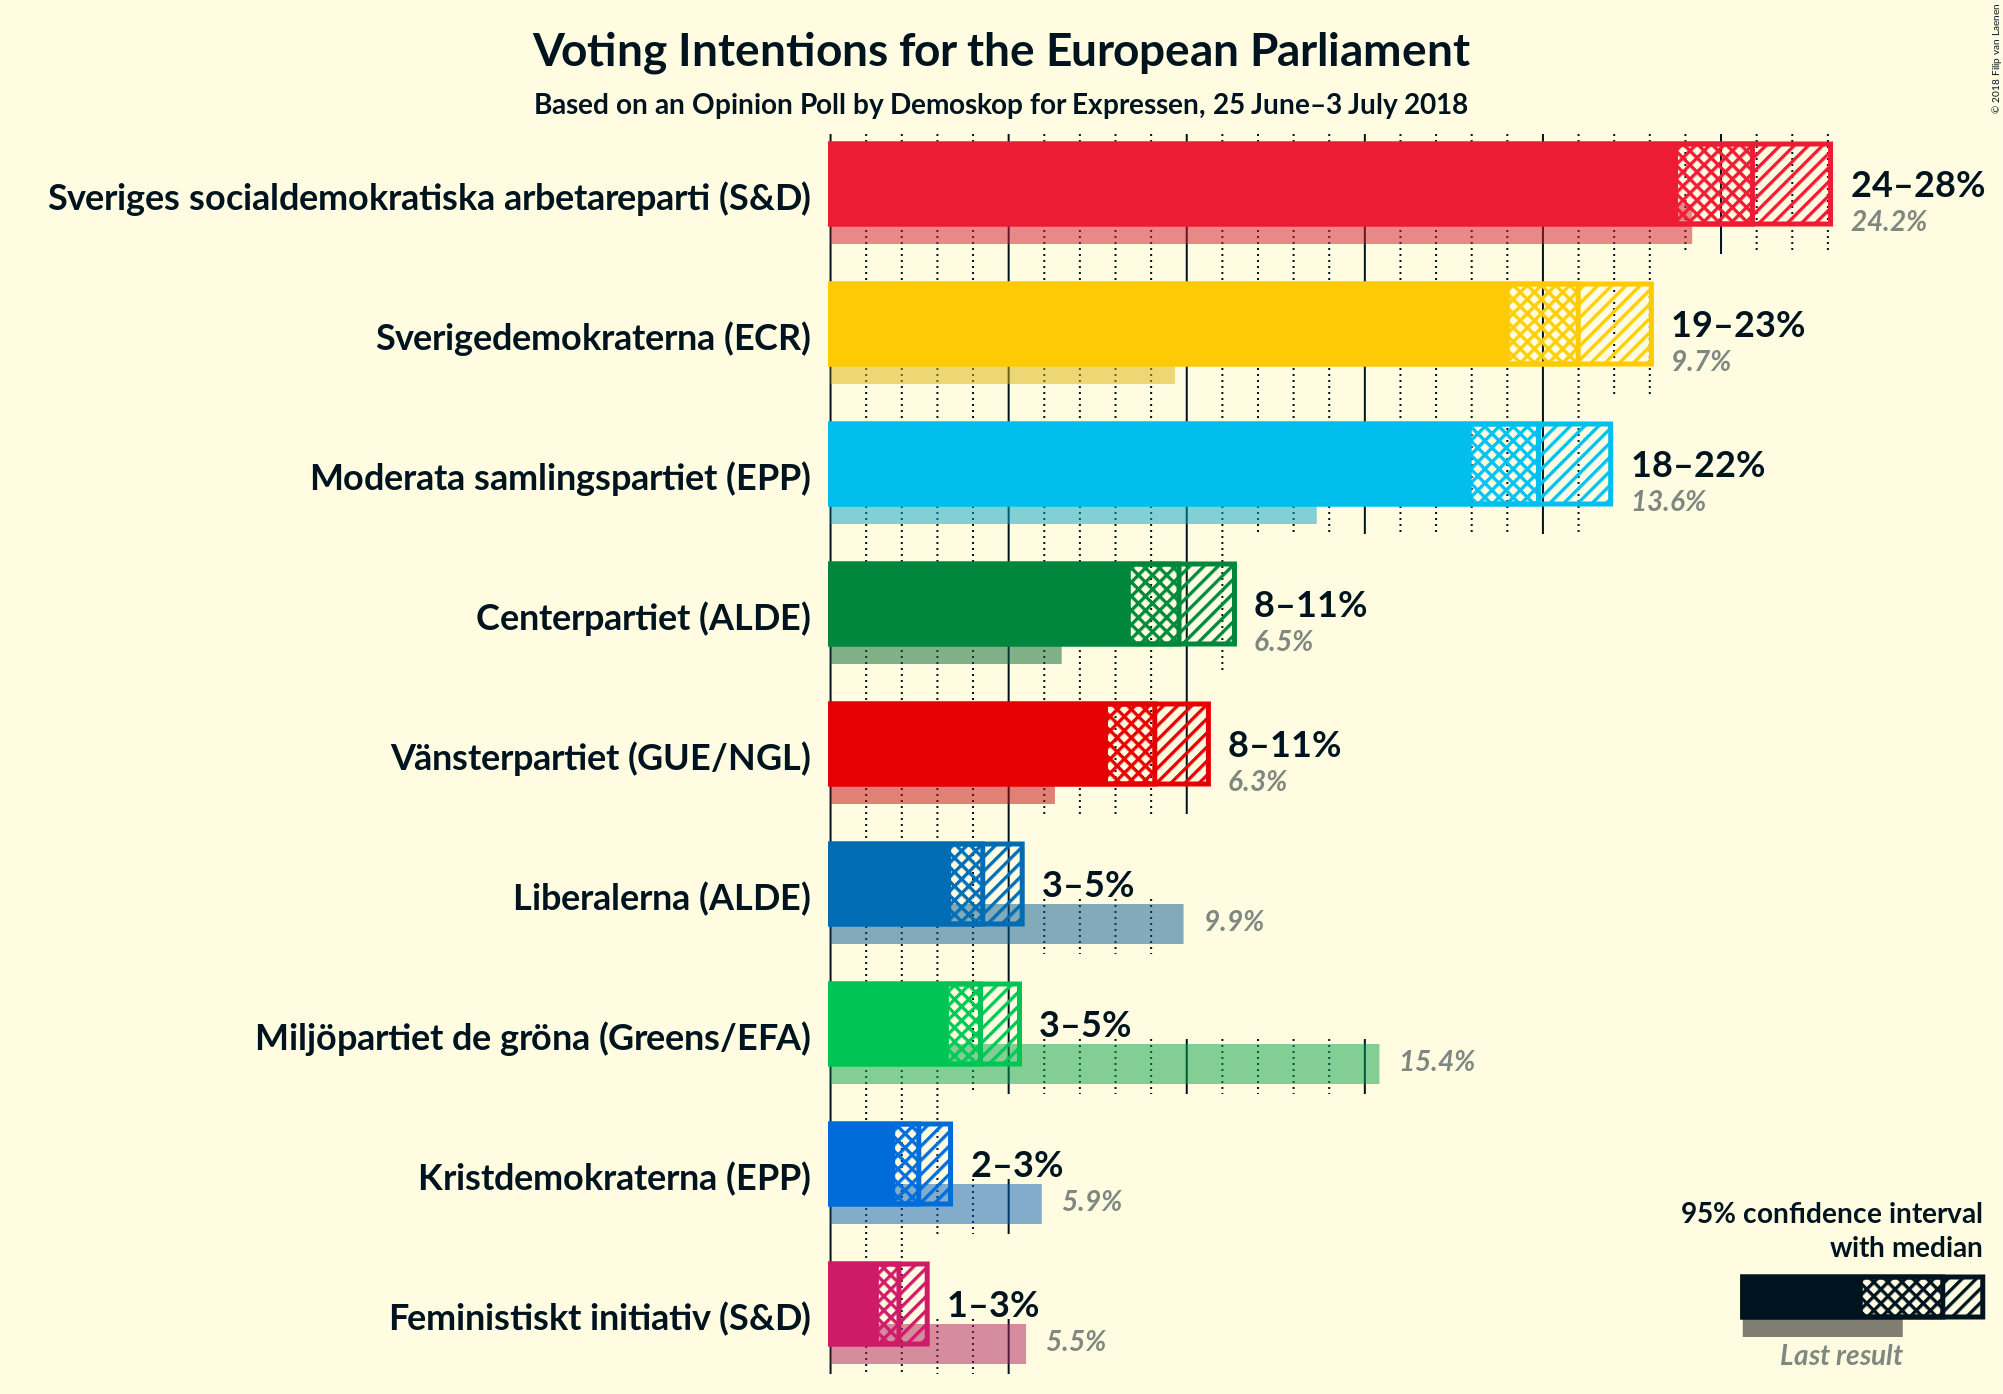 Voting Intentions for the European Parliament
Based on an Opinion Poll by Demoskop for Expressen, 25 June–3 July 2018
© 2018 Filip van Laenen
Sveriges socialdemokratiska arbetareparti (S&D)
24–28%
24.2%
Sverigedemokraterna (ECR)
19–23%
9.7%
Moderata samlingspartiet (EPP)
18–22%
13.6%
Centerpartiet (ALDE)
8–11%
6.5%
Vänsterpartiet (GUE/NGL)
8–11%
6.3%
Liberalerna (ALDE)
3–5%
9.9%
Miljöpartiet de gröna (Greens/EFA)
3–5%
15.4%
Kristdemokraterna (EPP)
2–3%
5.9%
Feministiskt initiativ (S&D)
1–3%
5.5%
95% confidence interval
with median
Last result